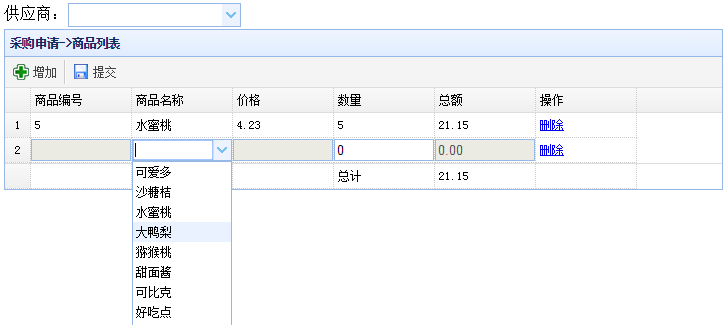 供应商：
采购申请->商品列表
增加 提交
商品编号 商品名称 价格 数量 总额 操作
1 5 水蜜桃 4.23 5 21.15 删除
2 0 0.00 删除
总计 21.15
可爱多
沙糖桔
水蜜桃
大鸭梨
猕猴桃
甜面酱
可比克
好吃点